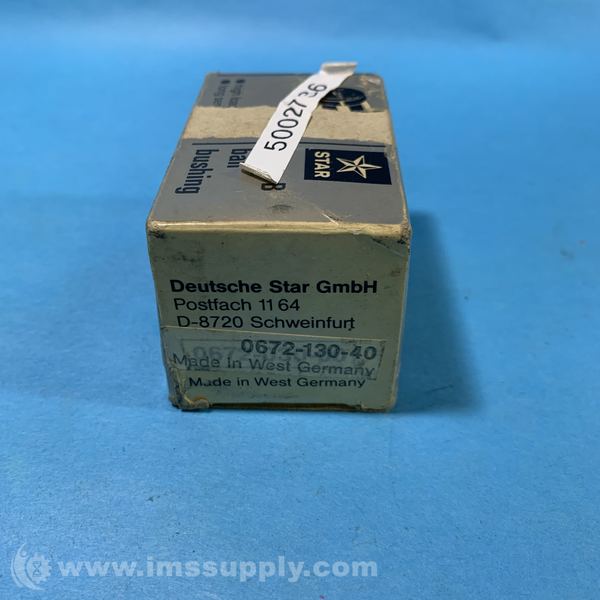 5002736
STAR
ball
bushing
Deutsche Star GmbH
Postfach 11 64
D-8720 Schweinfurt
0672-130-40
Made in West Germany
Made in West Germany
www.imssupply.com